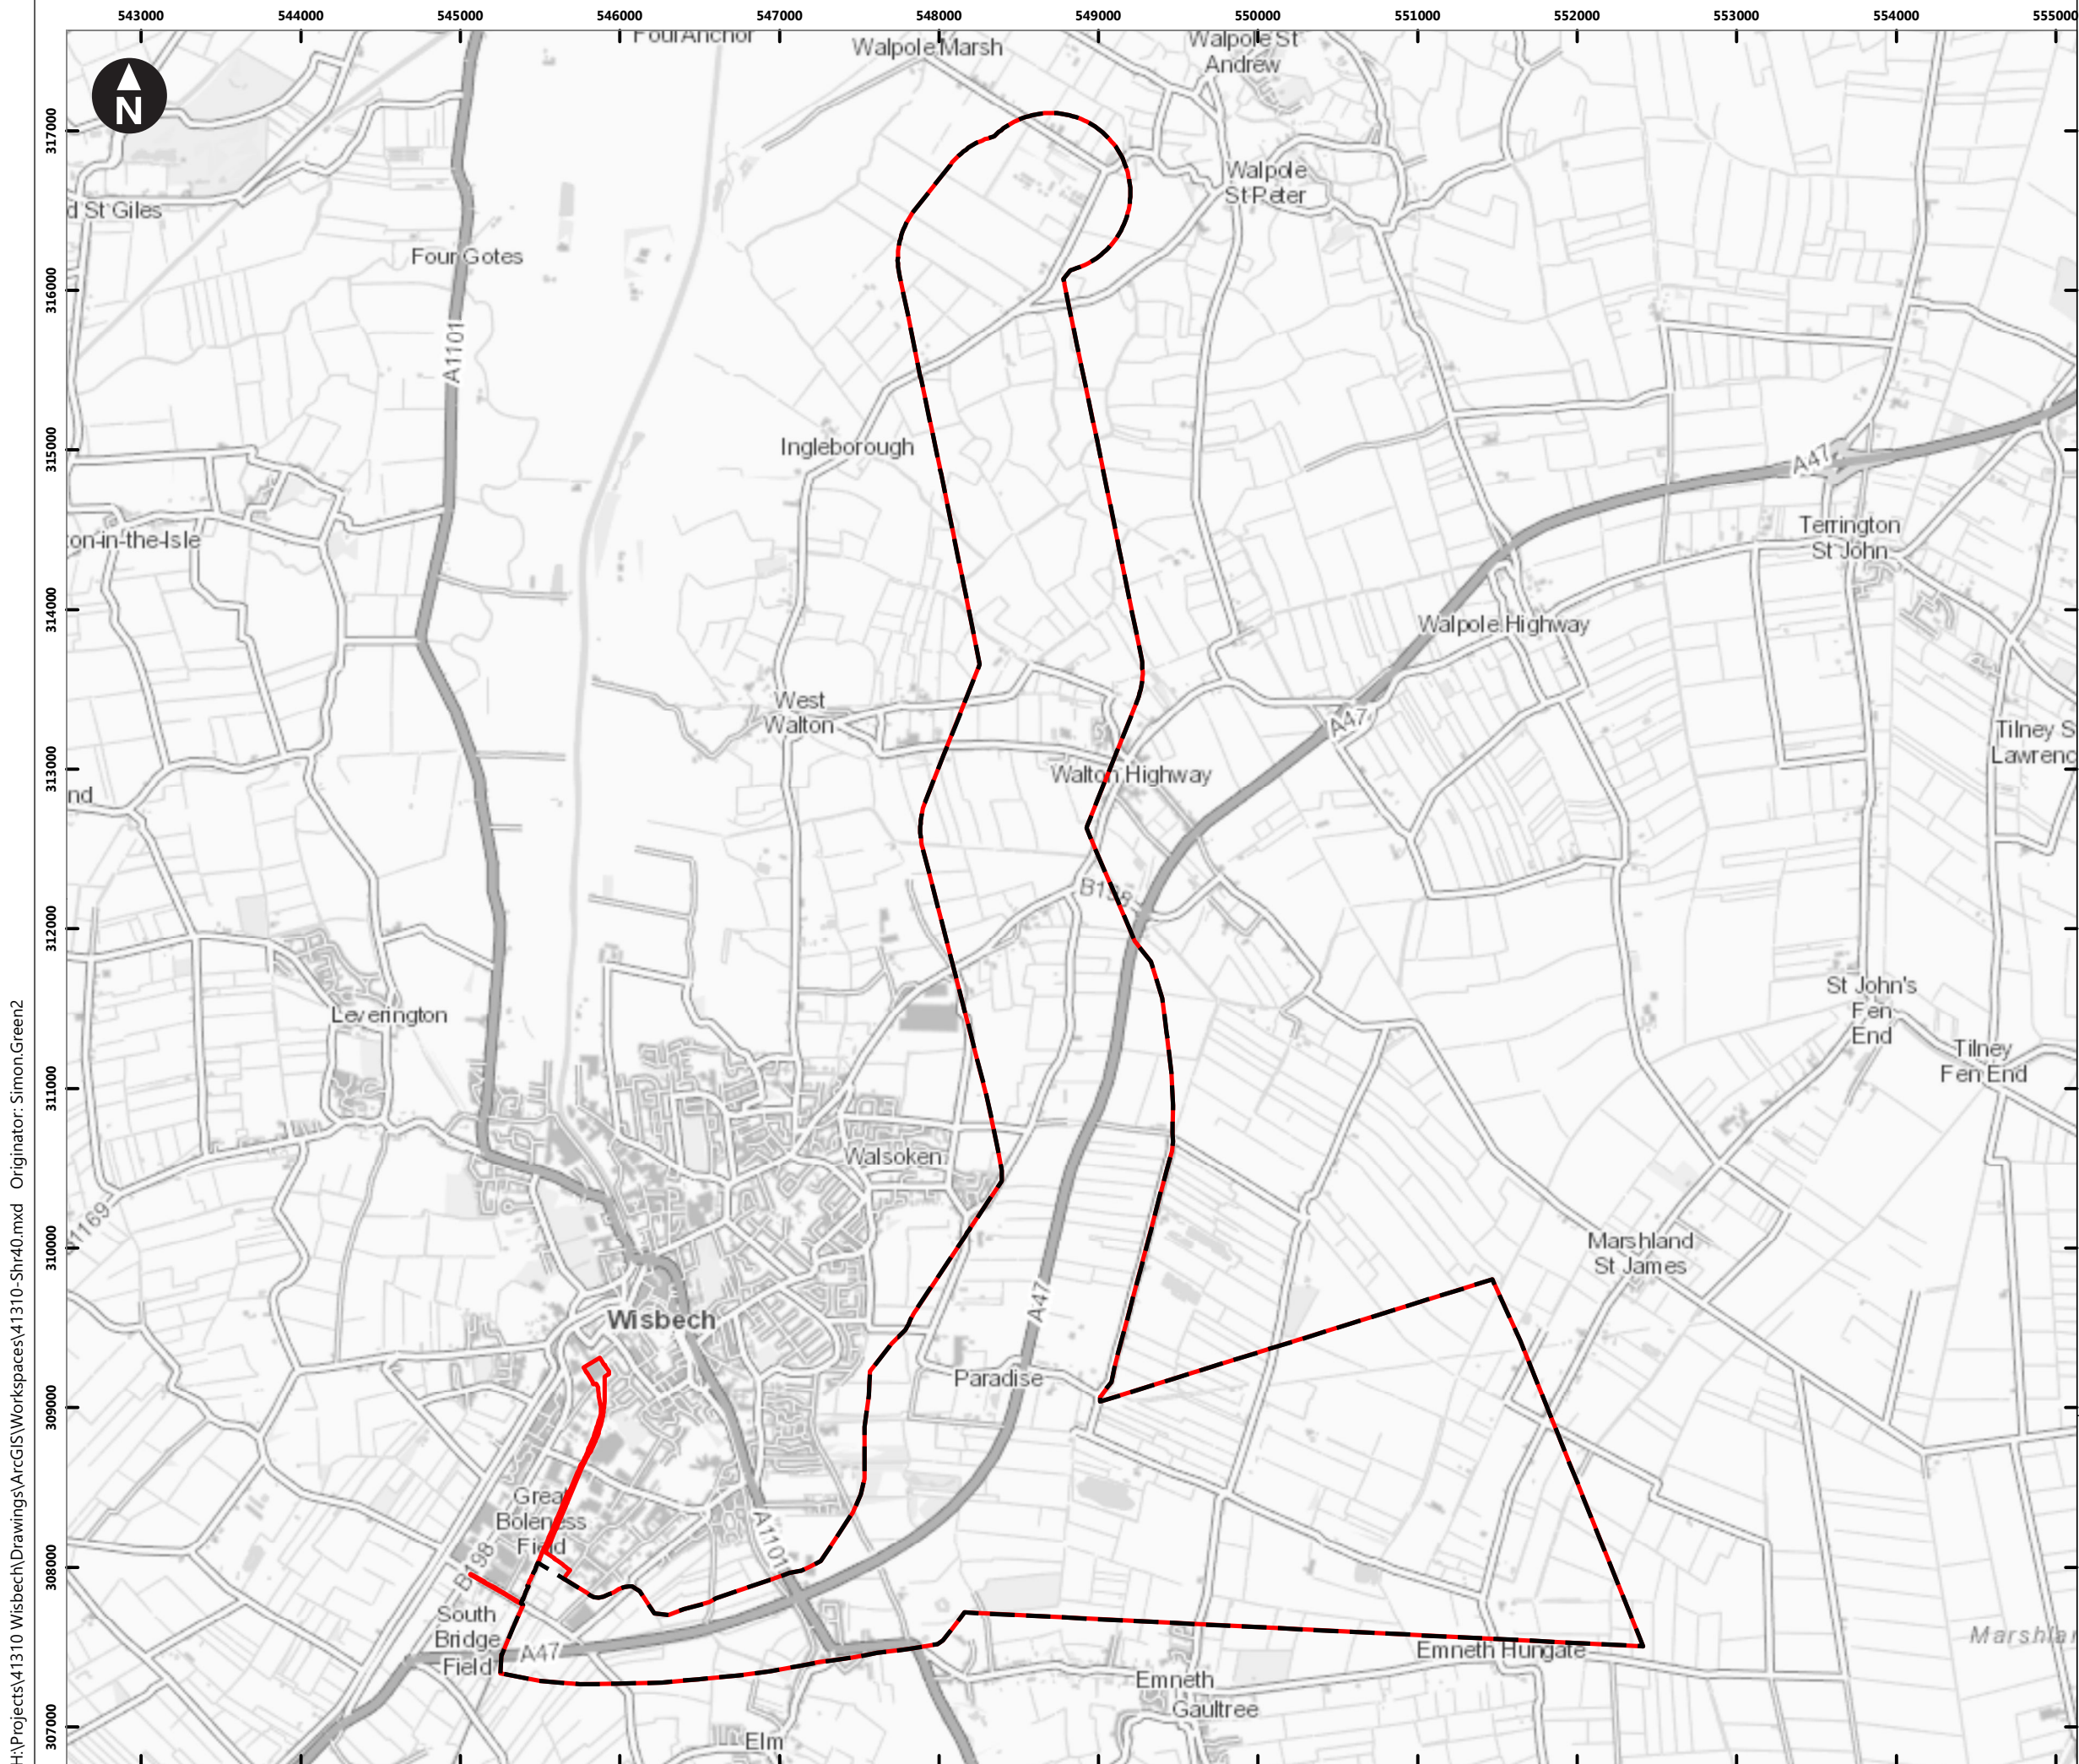 543000 544000 545000 546000 547000 548000 549000 550000 551000 552000 553000 554000 555000
Foul Anchor
Walpole Marsh
Walpole St
Andrew
N
317000
Walpole
St Peter
d St Giles
Four Gotes
316000
A1101
Ingleborough
315000
A47
Terrington
St John
on-in-the-Isle
314000
Walpole Highway
West
Walton
A47
Tilney S
Lawrenc
313000
Walton Highway
nd
B198
312000
St John's
Fen
End
Leverington
Tilney
Fen End
311000
Walsoken
1169
310000
Marshland
St James
A47
Wisbech
Paradise
309000
Great
Boleness
Field
A1101
B198
308000
South
Bridge
Field
A47
Emneth Hungate
Marshlan
Emneth
Gaultree
307000
Elm
H:\Projects\41310 Wisbech\Drawings\ArcGIS\Workspaces\41310-Shr40.mxd Originator: Simon.Green2